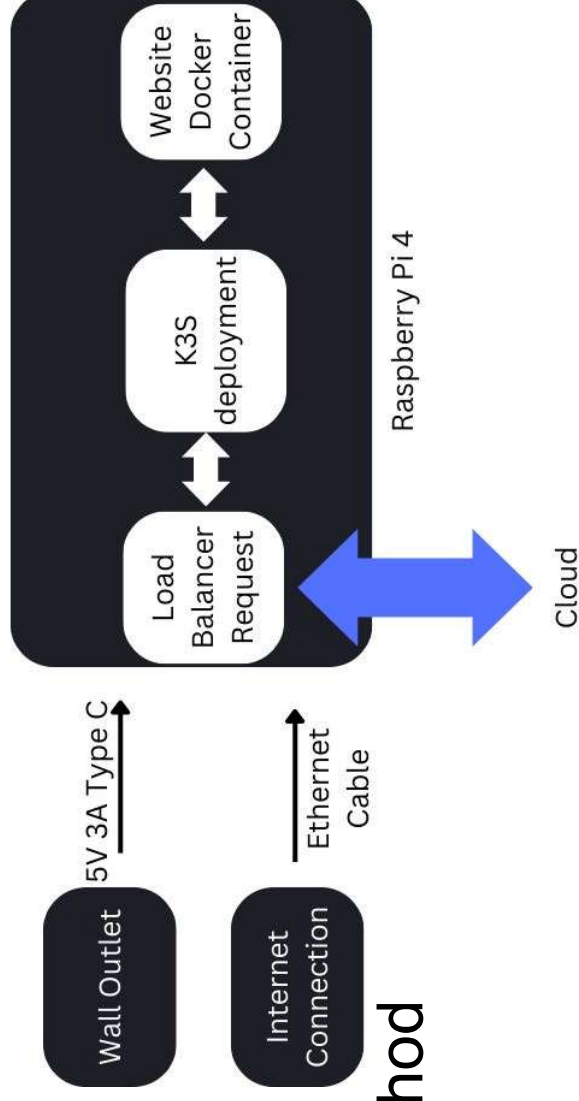 Wall Outlet
5V 3A Type C
Internet
Connection
Ethernet
Cable
Load
Balancer
Request
K3S
deployment
Website
Docker
Container
Raspberry Pi 4
Cloud
hod